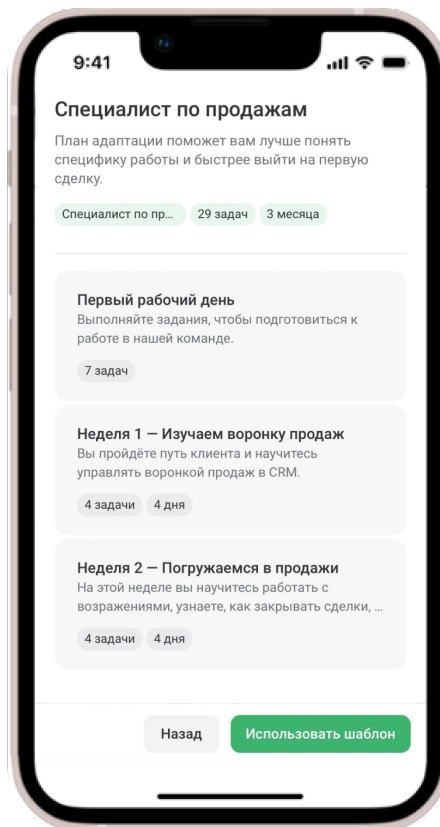 9:41
Специалист по продажам
План адаптации поможет вам лучше понять
специфику работы и быстрее выйти на первую
сделку.
Специалист по пр... 29 задач 3 месяца
Первый рабочий день
Выполняйте задания, чтобы подготовиться к
работе в нашей команде.
7 задач
Неделя 1 — Изучаем воронку продаж
Вы пройдёте путь клиента и научитесь
управлять воронкой продаж в CRM.
4 задачи 4 дня
Неделя 2 — Погружаемся в продажи
На этой неделе вы научитесь работать с
возражениями, узнаете, как закрывать сделки, ...
4 задачи 4 дня
Назад Использовать шаблон